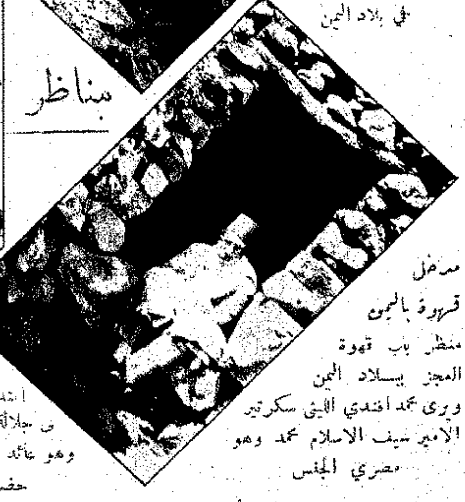 في بلاد اليمن
مناظر
مدخل
قهوة باليمن
منظر باب قهوة
المجز ببلاد اليمن
ويرى محمد افندي الليثي سكرتير
الامير سيف الاسلام محمد وهو
مصري الجنس
وهو عائد